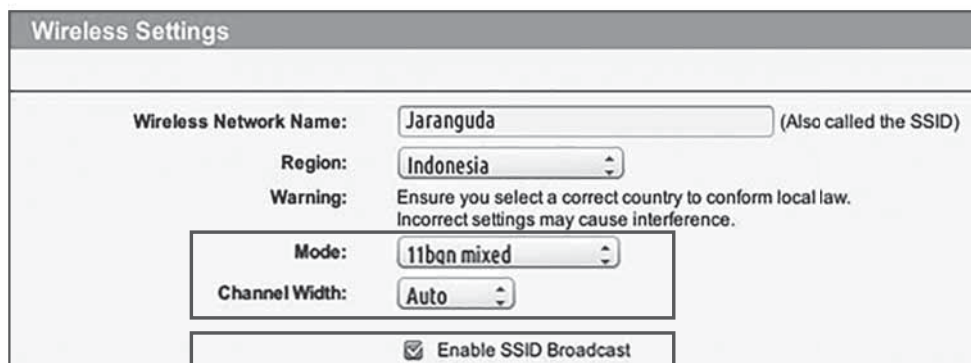 Wireless Settings
Wireless Network Name: Jaranguda (Also called the SSID)
Region: Indonesia
Warning: Ensure you select a correct country to conform local law.
Incorrect settings may cause interference.
Mode: 11bgn mixed
Channel Width: Auto
Enable SSID Broadcast